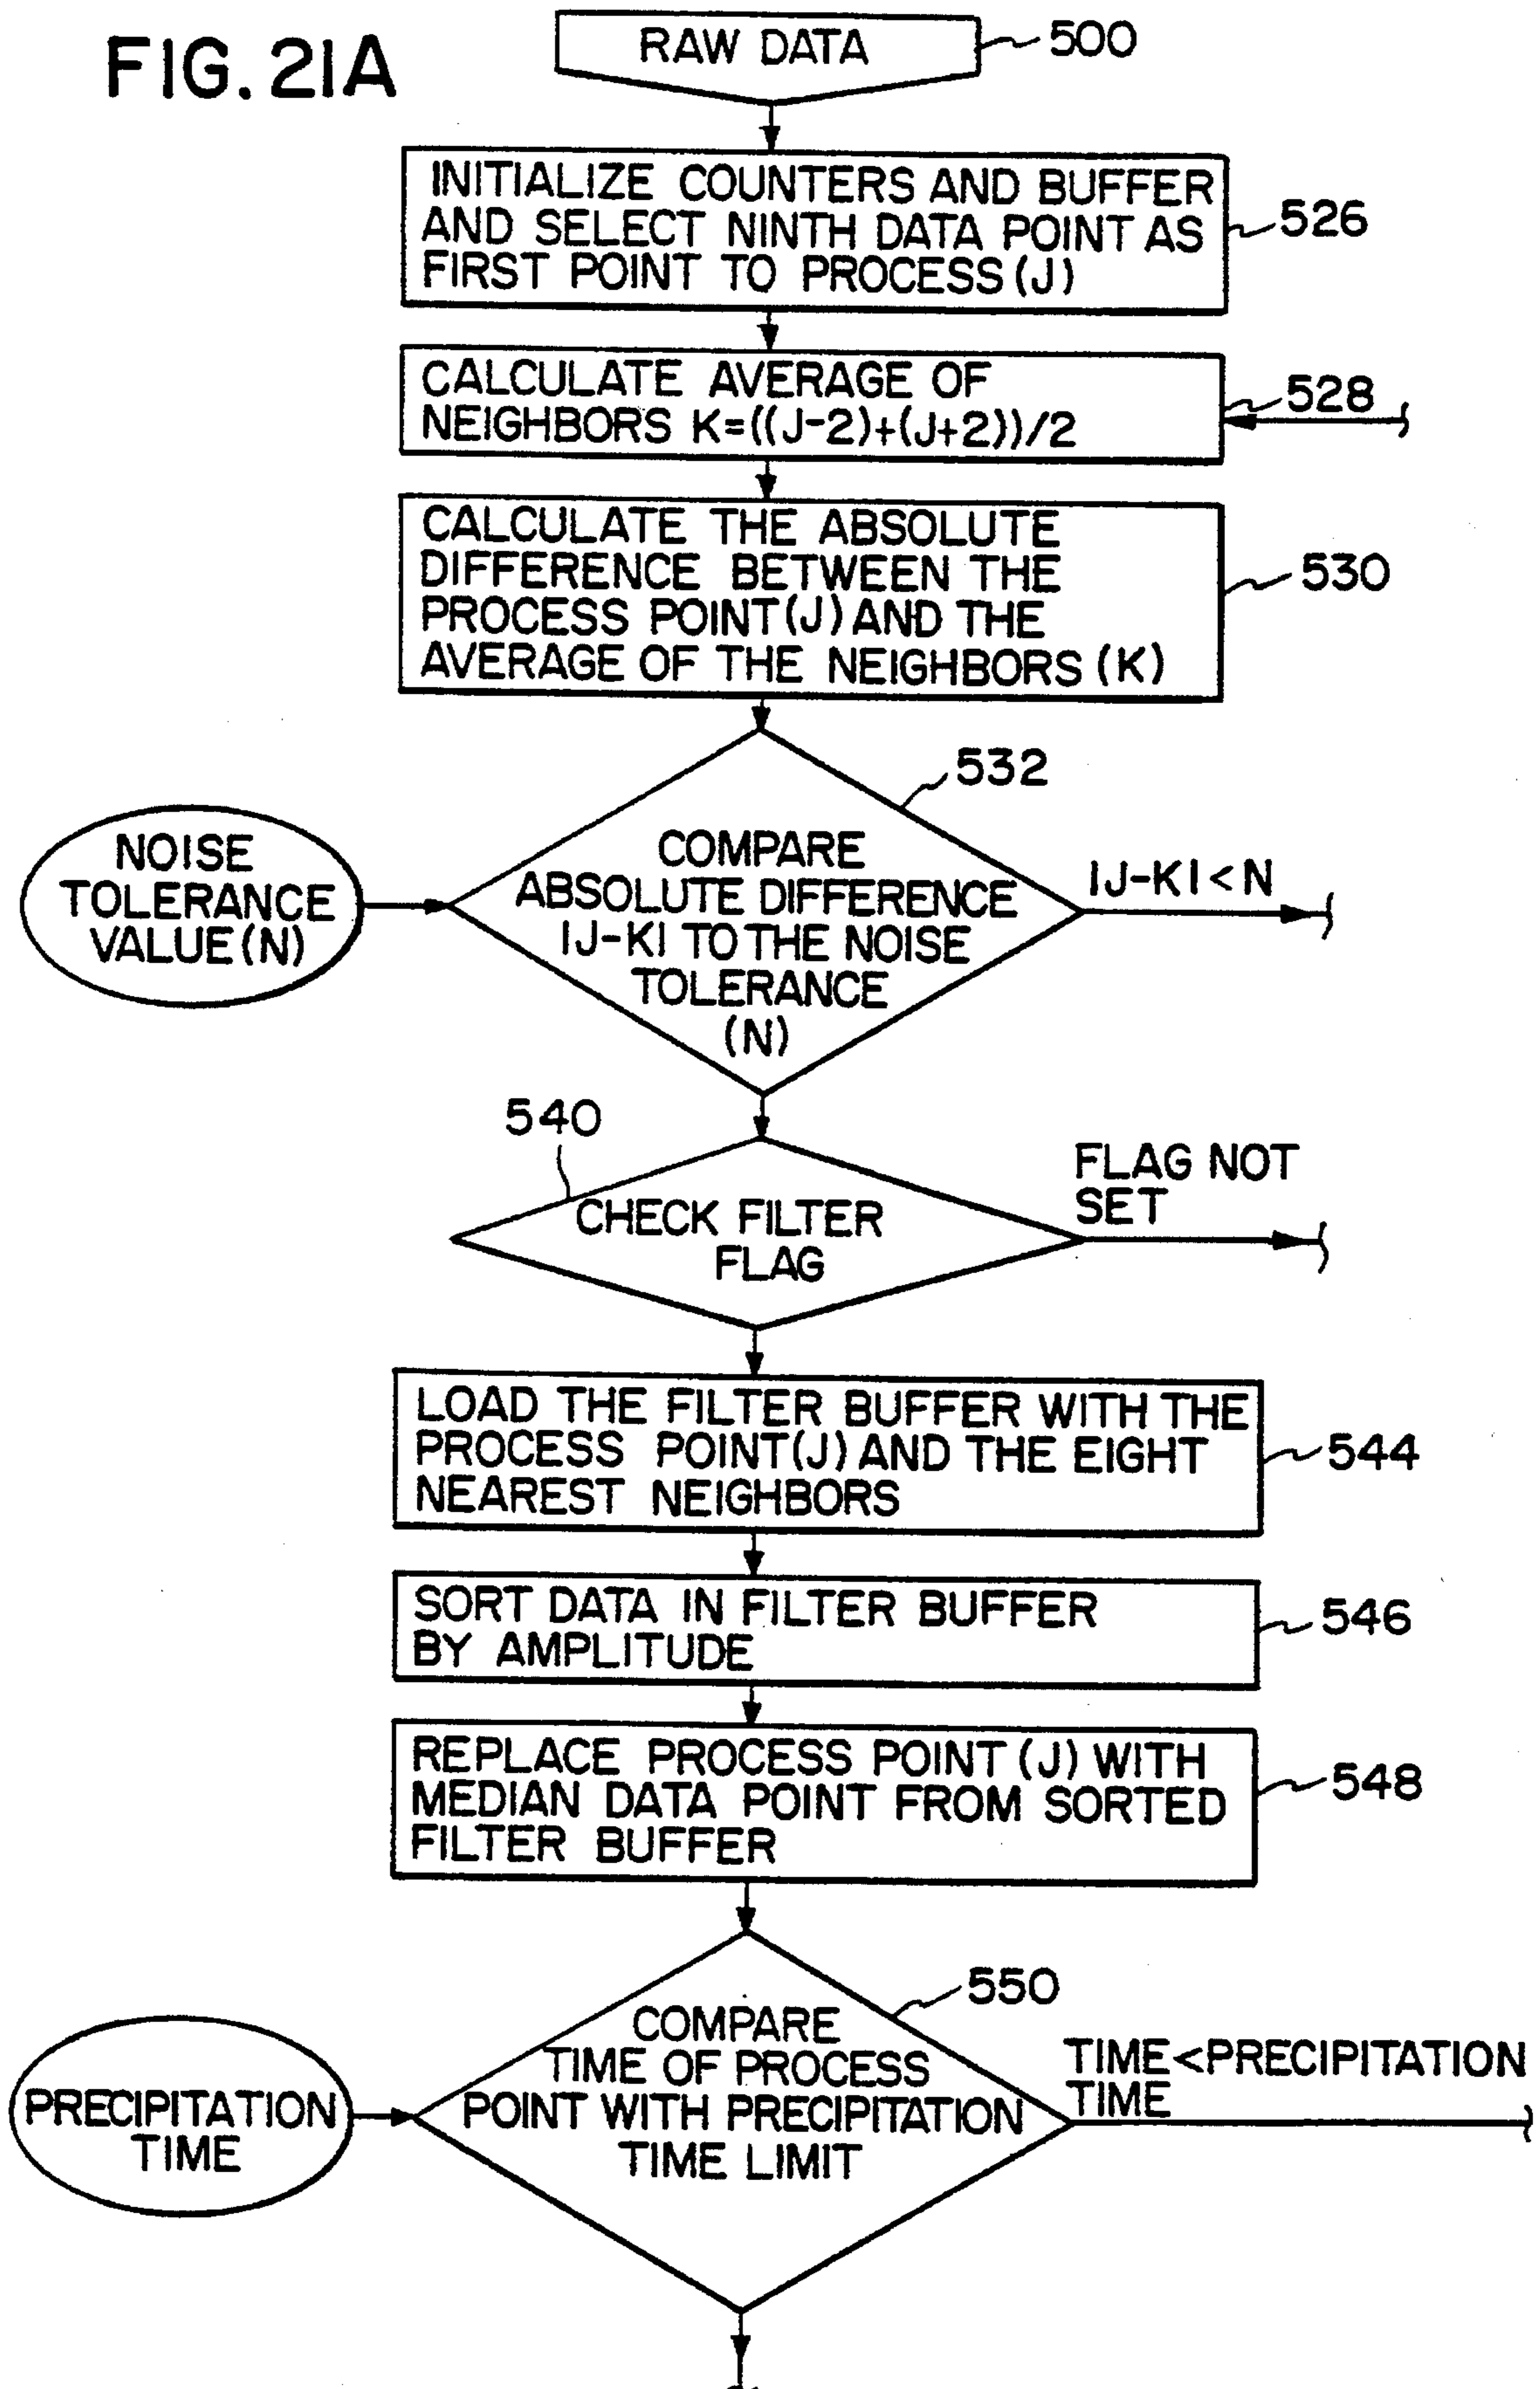 FIG. 21A
RAW DATA
500
INITIALIZE COUNTERS AND BUFFER
AND SELECT NINTH DATA POINT AS
FIRST POINT TO PROCESS (J)
526
CALCULATE AVERAGE OF
NEIGHBORS K=((J-2)+(J+2))/2
528
CALCULATE THE ABSOLUTE
DIFFERENCE BETWEEN THE
PROCESS POINT (J) AND THE
AVERAGE OF THE NEIGHBORS (K)
530
532
NOISE
TOLERANCE
VALUE (N)
COMPARE
ABSOLUTE DIFFERENCE
|J-K| TO THE NOISE
TOLERANCE
(N)
|J-K|<N
540
CHECK FILTER
FLAG
FLAG NOT
SET
LOAD THE FILTER BUFFER WITH THE
PROCESS POINT (J) AND THE EIGHT
NEAREST NEIGHBORS
544
SORT DATA IN FILTER BUFFER
BY AMPLITUDE
546
REPLACE PROCESS POINT (J) WITH
MEDIAN DATA POINT FROM SORTED
FILTER BUFFER
548
550
PRECIPITATION
TIME
COMPARE
TIME OF PROCESS
POINT WITH PRECIPITATION
TIME LIMIT
TIME<PRECIPITATION
TIME